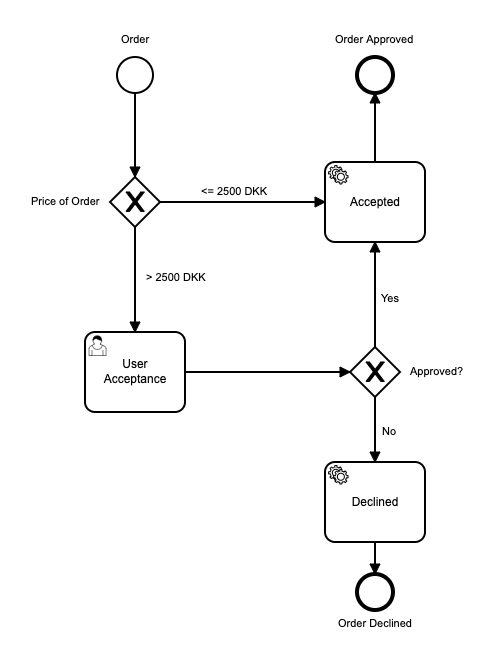 Order
Order Approved
Price of Order
<= 2500 DKK
Accepted
> 2500 DKK
Yes
User
Acceptance
Approved?
No
Declined
Order Declined